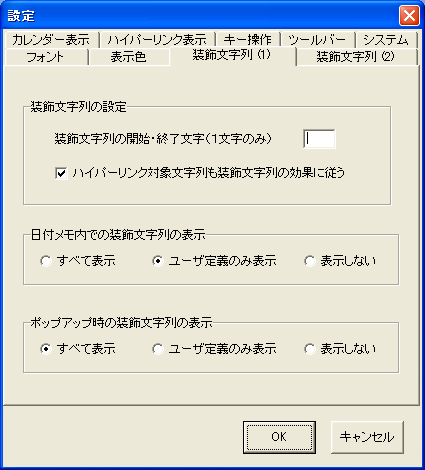 設定
カレンダー表示 ハイパーリンク表示 キー操作 ツールバー システム
フォント 表示色 装飾文字列 (1) 装飾文字列 (2)
装飾文字列の設定
装飾文字列の開始・終了文字(1文字のみ)
ハイパーリンク対象文字列も装飾文字列の効果に従う
日付メモ内での装飾文字列の表示
すべて表示 ユーザ定義のみ表示 表示しない
ポップアップ時の装飾文字列の表示
すべて表示 ユーザ定義のみ表示 表示しない
OK キャンセル